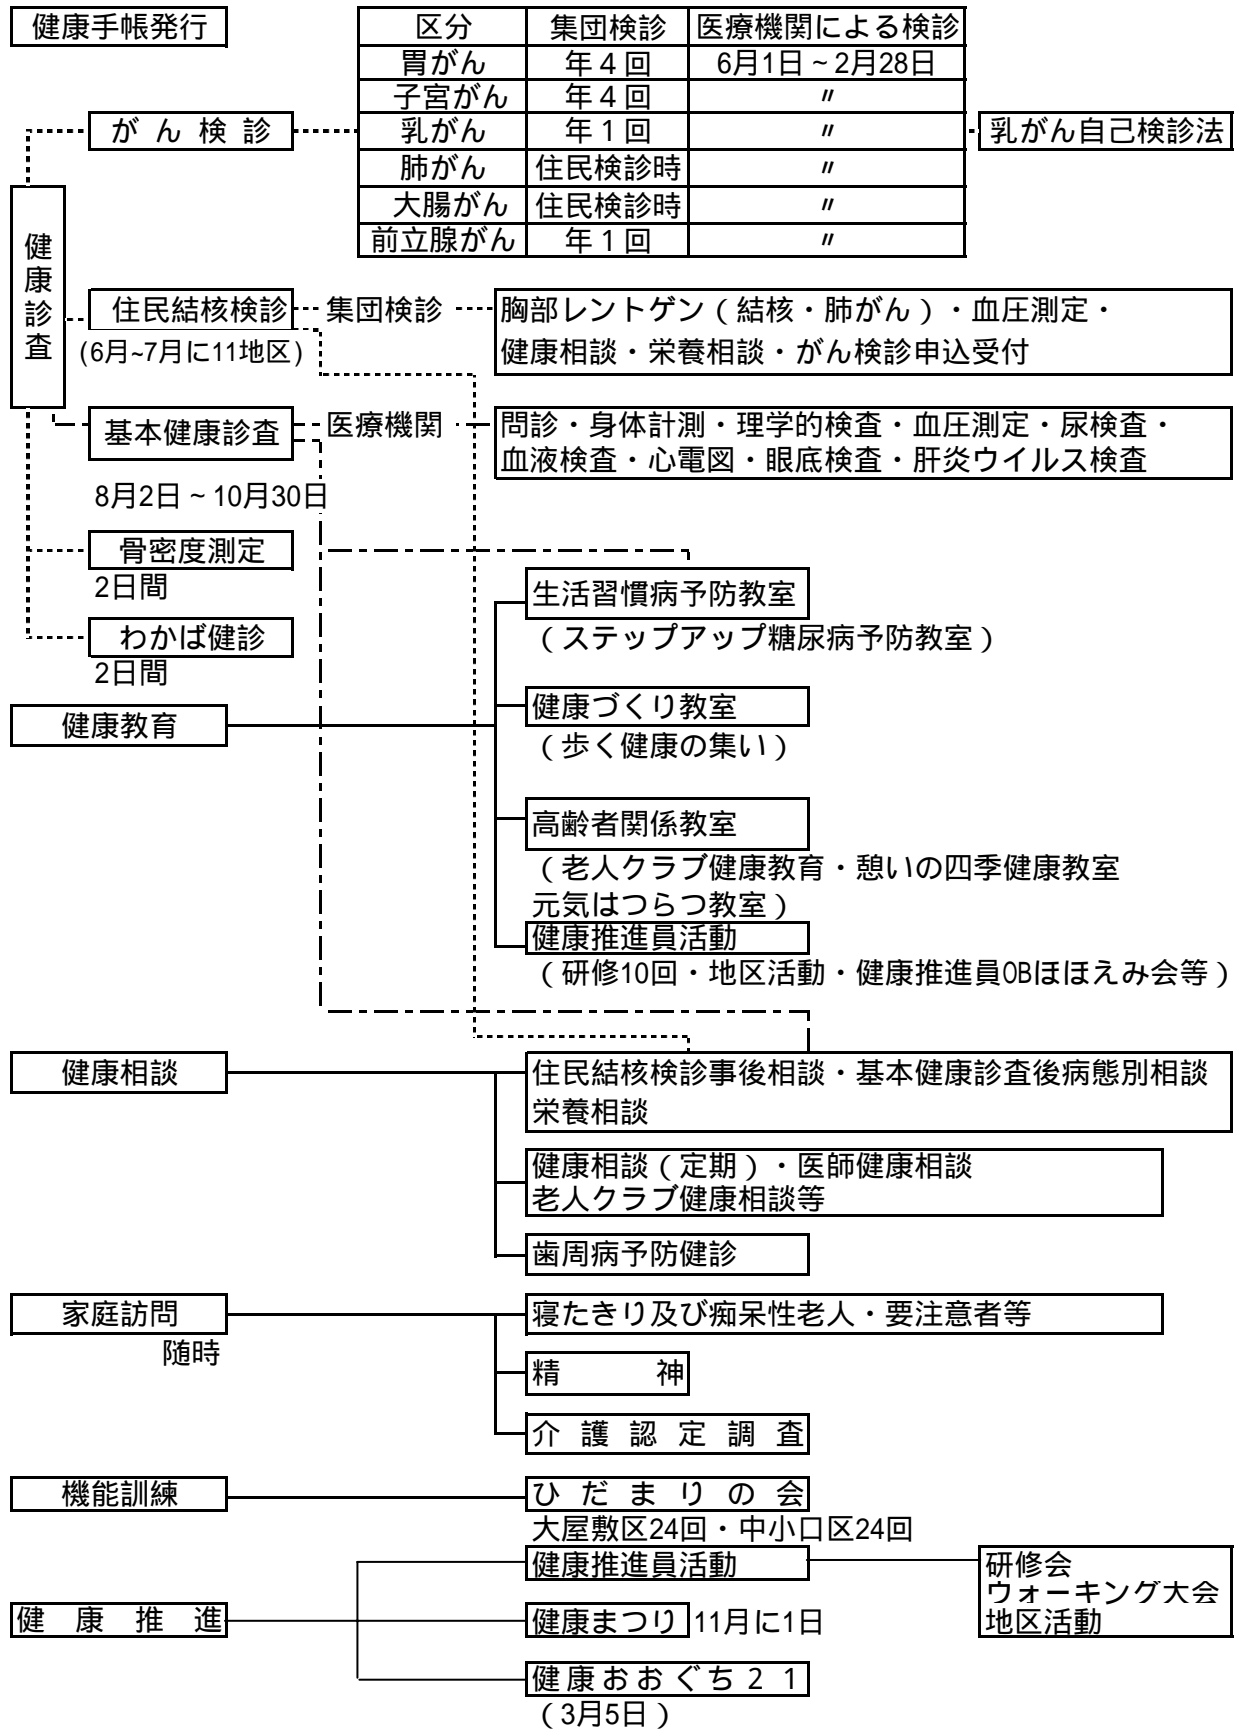 健康手帳発行
区分 集団検診 医療機関による検診
胃がん 年４回 6月1日～2月28日
子宮がん 年４回 〃
乳がん 年１回 〃
肺がん 住民検診時 〃
大腸がん 住民検診時 〃
前立腺がん 年１回 〃
がん検診
乳がん自己検診法
健康診査
住民結核検診 集団検診
(6月~7月に11地区)
胸部レントゲン（結核・肺がん）・血圧測定・
健康相談・栄養相談・がん検診申込受付
基本健康診査 医療機関
8月2日～10月30日
問診・身体計測・理学的検査・血圧測定・尿検査・
血液検査・心電図・眼底検査・肝炎ウイルス検査
骨密度測定
2日間
わかば健診
2日間
健康教育
生活習慣病予防教室
（ステップアップ糖尿病予防教室）
健康づくり教室
（歩く健康の集い）
高齢者関係教室
（老人クラブ健康教育・憩いの四季健康教室
元気はつらつ教室）
健康推進員活動
（研修10回・地区活動・健康推進員OBほほえみ会等）
健康相談
住民結核検診事後相談・基本健康診査後病態別相談
栄養相談
健康相談（定期）・医師健康相談
老人クラブ健康相談等
歯周病予防健診
家庭訪問
随時
寝たきり及び痴呆性老人・要注意者等
精神
介護認定調査
機能訓練
ひだまりの会
大屋敷区24回・中小口区24回
健康推進
健康推進員活動
研修会
ウォーキング大会
地区活動
健康まつり 11月に1日
健康おおぐち２１
（3月5日）